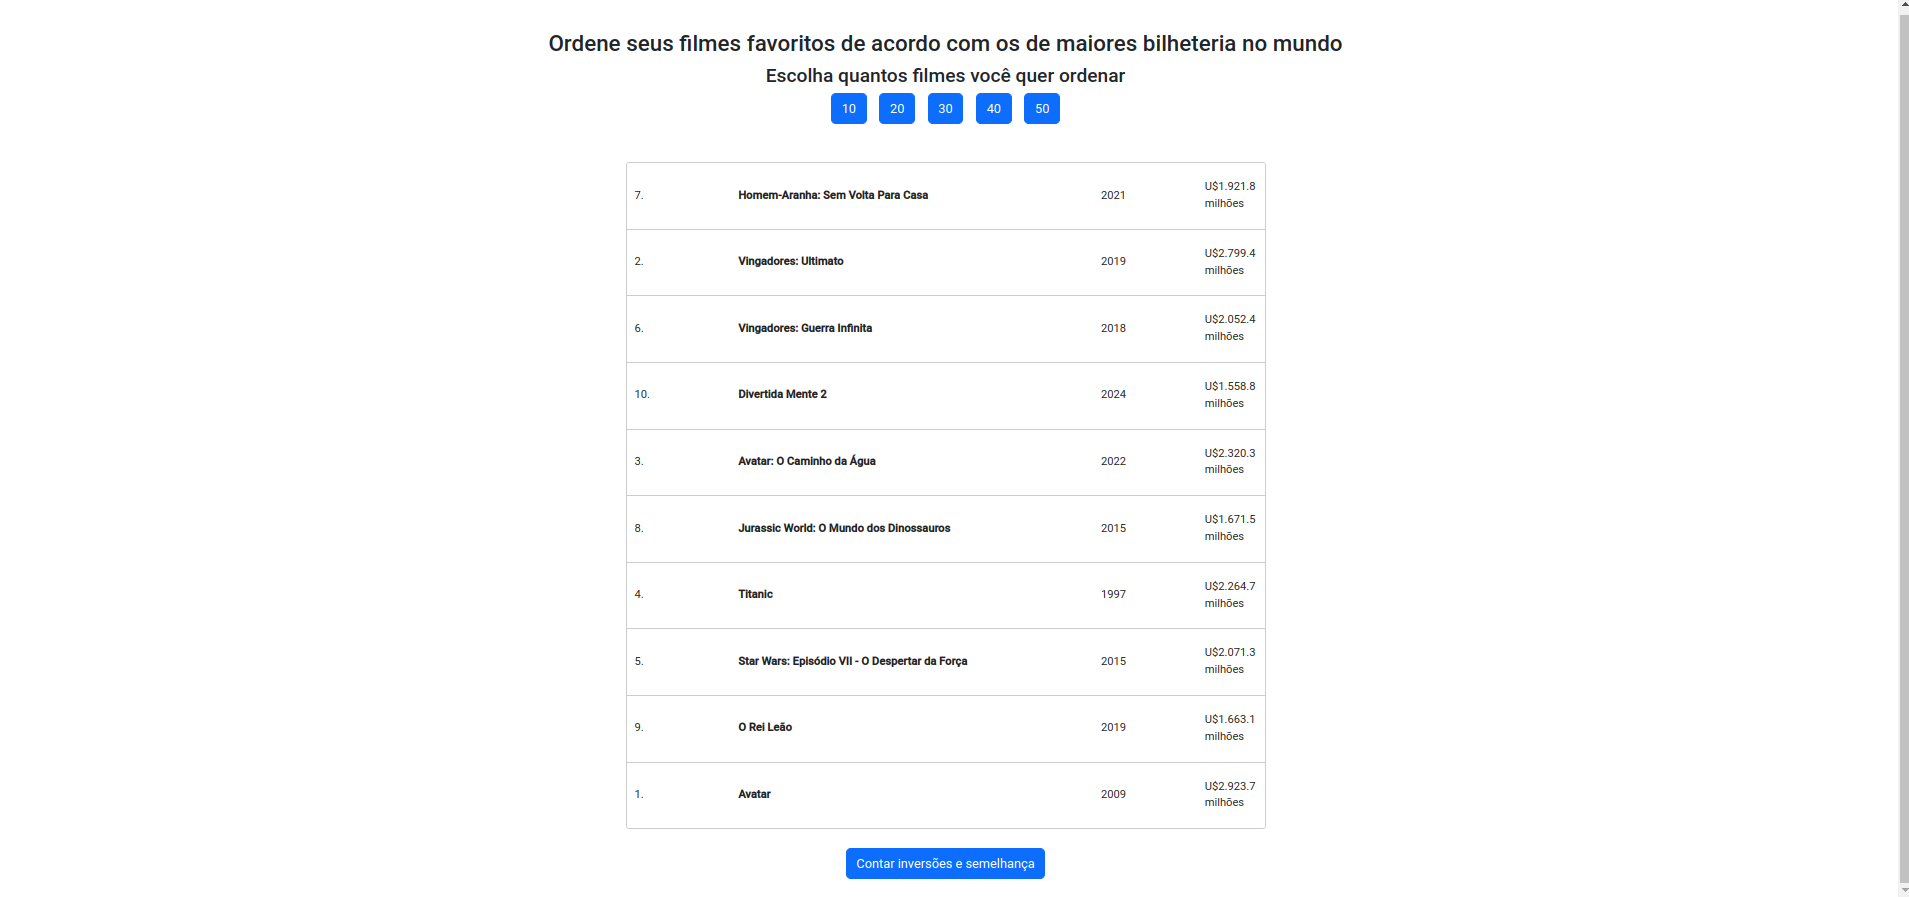 Ordene seus filmes favoritos de acordo com os de maiores bilheteria no mundo
Escolha quantos filmes você quer ordenar
10 20 30 40 50
7. Homem-Aranha: Sem Volta Para Casa 2021 U$1.921.8 milhões
2. Vingadores: Ultimato 2019 U$2.799.4 milhões
6. Vingadores: Guerra Infinita 2018 U$2.052.4 milhões
10. Divertida Mente 2 2024 U$1.558.8 milhões
3. Avatar: O Caminho da Água 2022 U$2.320.3 milhões
8. Jurassic World: O Mundo dos Dinossauros 2015 U$1.671.5 milhões
4. Titanic 1997 U$2.264.7 milhões
5. Star Wars: Episódio VII - O Despertar da Força 2015 U$2.071.3 milhões
9. O Rei Leão 2019 U$1.663.1 milhões
1. Avatar 2009 U$2.923.7 milhões
Contar inversões e semelhança